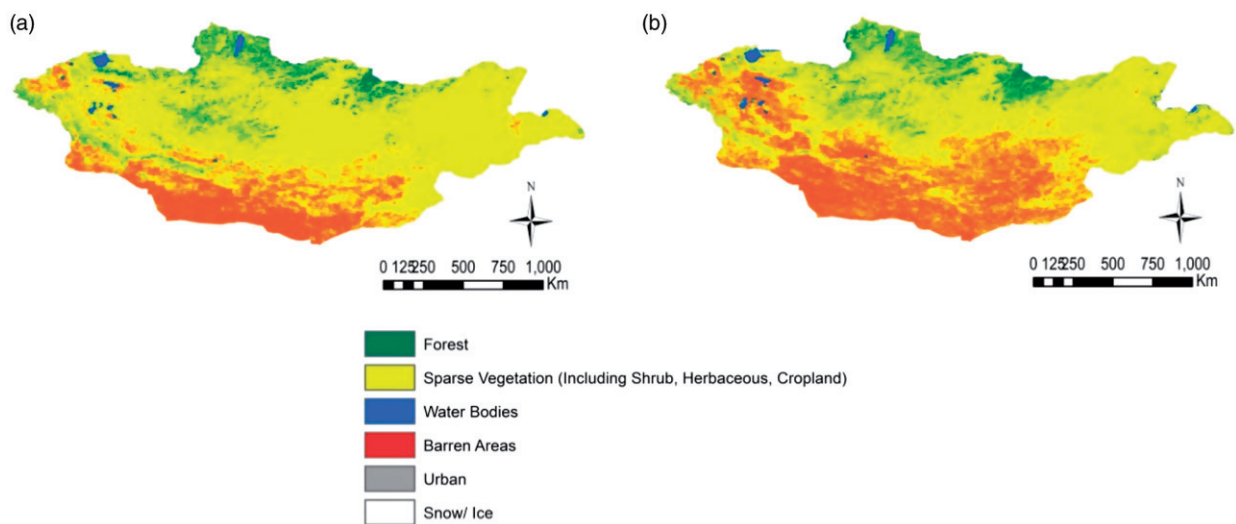 (a)
(b)
N
0 125250 500 750 1,000
Km
N
0 125250 500 750 1,000
Km
Forest
Sparse Vegetation (Including Shrub, Herbaceous, Cropland)
Water Bodies
Barren Areas
Urban
Snow/ Ice